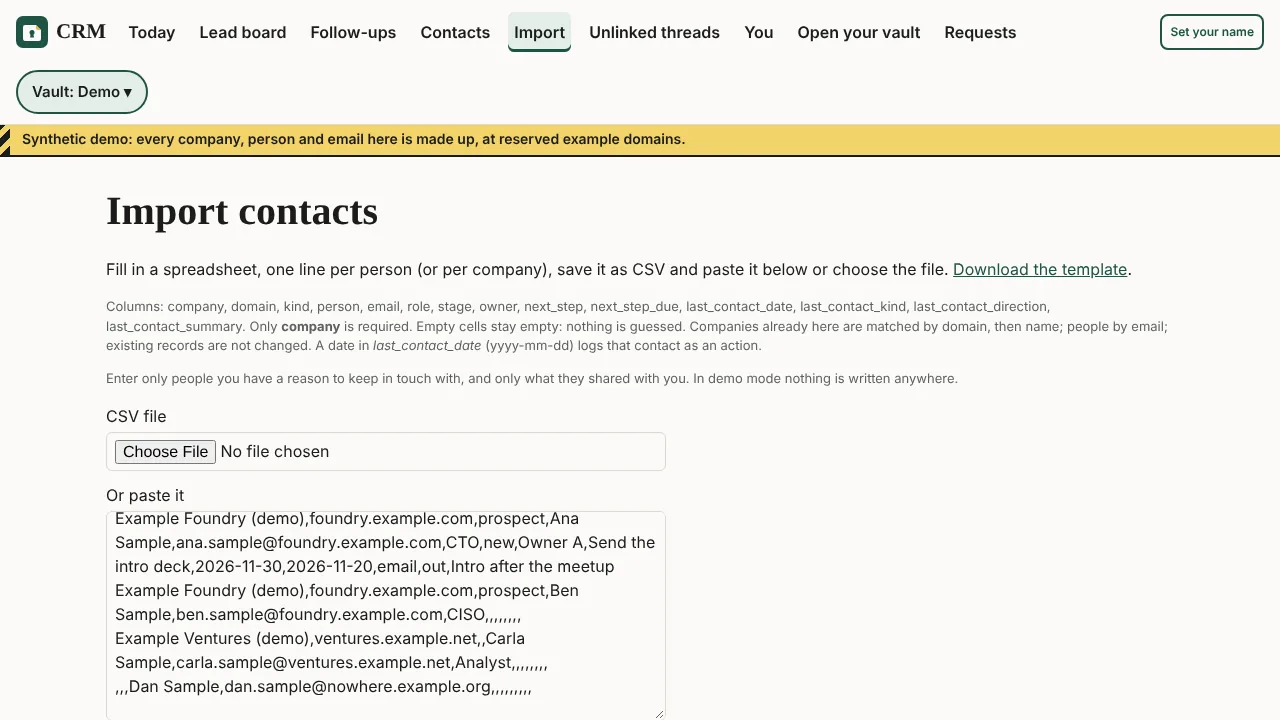 CRM Today Lead board Follow-ups Contacts Import Unlinked threads You Open your vault Requests Set your name
Vault: Demo ▾
Synthetic demo: every company, person and email here is made up, at reserved example domains.
Import contacts
Fill in a spreadsheet, one line per person (or per company), save it as CSV and paste it below or choose the file. Download the template.
Columns: company, domain, kind, person, email, role, stage, owner, next_step, next_step_due, last_contact_date, last_contact_kind, last_contact_direction,
last_contact_summary. Only company is required. Empty cells stay empty: nothing is guessed. Companies already here are matched by domain, then name; people by email;
existing records are not changed. A date in last_contact_date (yyyy-mm-dd) logs that contact as an action.
Enter only people you have a reason to keep in touch with, and only what they shared with you. In demo mode nothing is written anywhere.
CSV file
Choose File No file chosen
Or paste it
Example Foundry (demo),foundry.example.com,prospect,Ana
Sample,ana.sample@foundry.example.com,CTO,new,Owner A,Send the
intro deck,2026-11-30,2026-11-20,email,out,Intro after the meetup
Example Foundry (demo),foundry.example.com,prospect,Ben
Sample,ben.sample@foundry.example.com,CISO,,,,,,,,
Example Ventures (demo),ventures.example.net,,Carla
Sample,carla.sample@ventures.example.net,Analyst,,,,,,,,
,,,Dan Sample,dan.sample@nowhere.example.org,,,,,,,,,